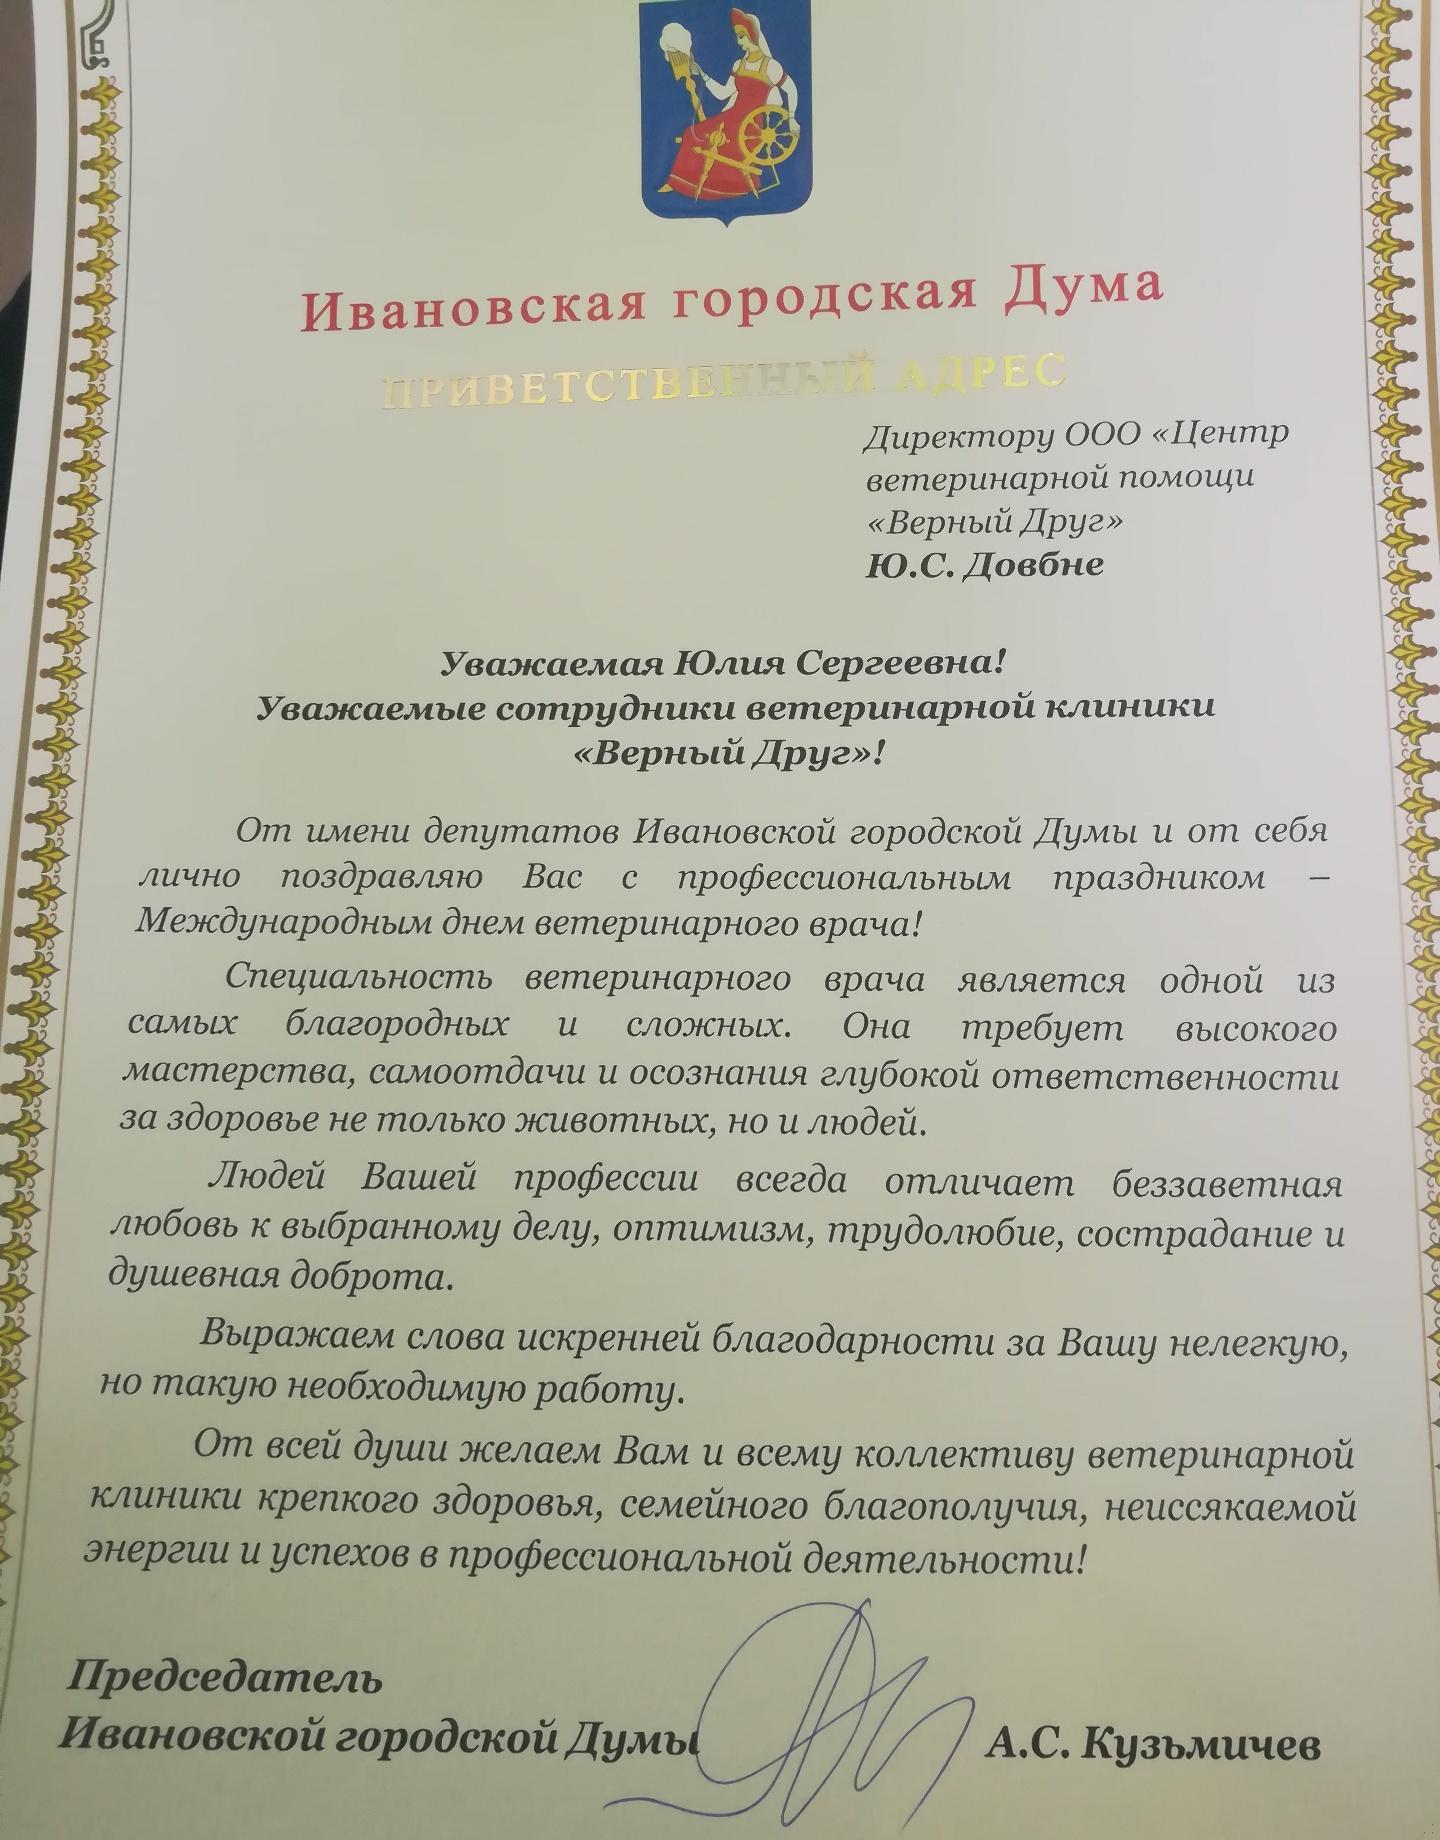 Ивановская городская Дума
ПРИВЕТСТВЕННЫЙ АДРЕС
Директору ООО «Центр
ветеринарной помощи
«Верный Друг»
Ю.С. Довбне
Уважаемая Юлия Сергеевна!
Уважаемые сотрудники ветеринарной клиники
«Верный Друг»!
От имени депутатов Ивановской городской Думы и от себя
лично поздравляю Вас с профессиональным праздником –
Международным днем ветеринарного врача!
Специальность ветеринарного врача является одной из
самых благородных и сложных. Она требует высокого
мастерства, самоотдачи и осознания глубокой ответственности
за здоровье не только животных, но и людей.
Людей Вашей профессии всегда отличает беззаветная
любовь к выбранному делу, оптимизм, трудолюбие, сострадание и
душевная доброта.
Выражаем слова искренней благодарности за Вашу нелегкую,
но такую необходимую работу.
От всей души желаем Вам и всему коллективу ветеринарной
клиники крепкого здоровья, семейного благополучия, неиссякаемой
энергии и успехов в профессиональной деятельности!
Председатель
Ивановской городской Думы
А.С. Кузьмичев